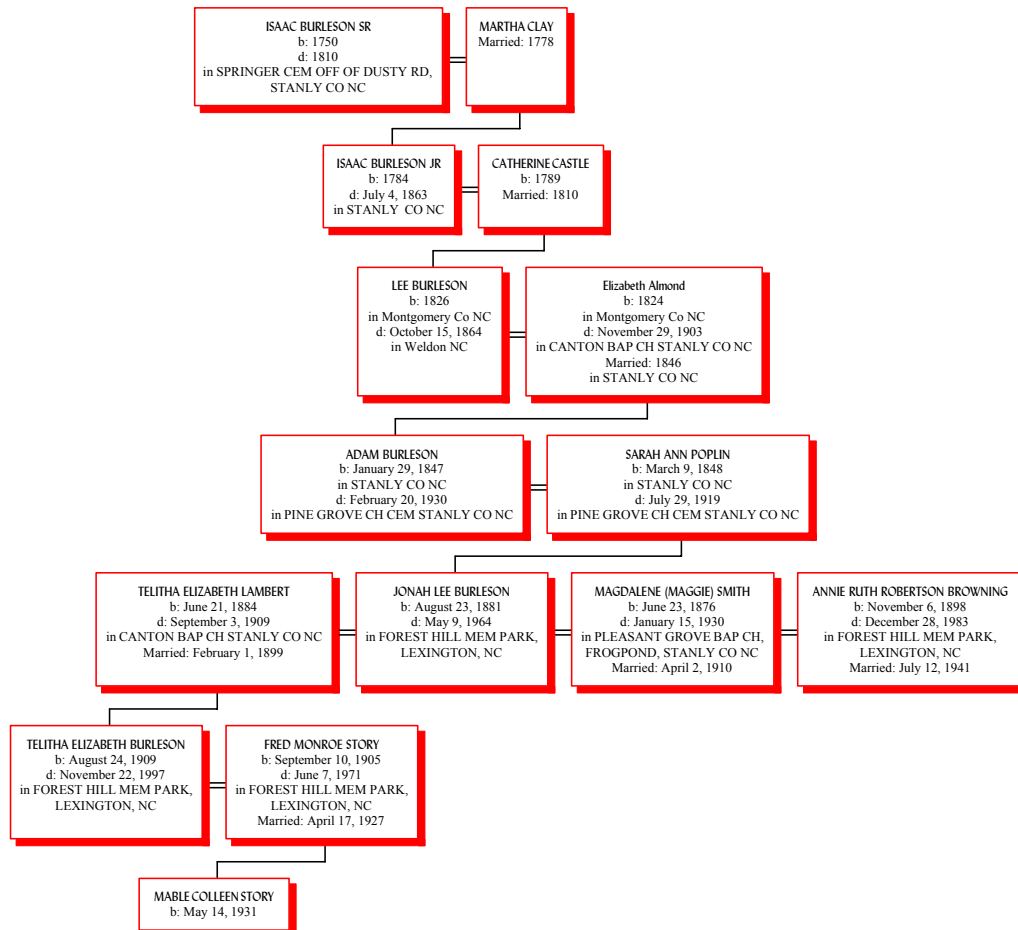 ISAAC BURLESON SR
b: 1750
d: 1810
in SPRINGER CEM OFF OF DUSTY RD,
STANLY CO NC
MARTHA CLAY
Married: 1778
ISAAC BURLESON JR
b: 1784
d: July 4, 1863
in STANLY CO NC
CATHERINE CASTLE
b: 1789
Married: 1810
LEE BURLESON
b: 1826
in Montgomery Co NC
d: October 15, 1864
in Weldon NC
Elizabeth Almond
b: 1824
in Montgomery Co NC
d: November 29, 1903
in CANTON BAP CH STANLY CO NC
Married: 1846
in STANLY CO NC
ADAM BURLESON
b: January 29, 1847
in STANLY CO NC
d: February 20, 1930
in PINE GROVE CH CEM STANLY CO NC
SARAH ANN POPLIN
b: March 9, 1848
in STANLY CO NC
d: July 29, 1919
in PINE GROVE CH CEM STANLY CO NC
TELITHA ELIZABETH LAMBERT
b: June 21, 1884
d: September 3, 1909
in CANTON BAP CH STANLY CO NC
Married: February 1, 1899
JONAH LEE BURLESON
b: August 23, 1881
d: May 9, 1964
in FOREST HILL MEM PARK,
LEXINGTON, NC
MAGDALENE (MAGGIE) SMITH
b: June 23, 1876
d: January 15, 1930
in PLEASANT GROVE BAP CH,
FROGPOND, STANLY CO NC
Married: April 2, 1910
ANNIE RUTH ROBERTSON BROWNING
b: November 6, 1898
d: December 28, 1983
in FOREST HILL MEM PARK,
LEXINGTON, NC
Married: July 12, 1941
TELITHA ELIZABETH BURLESON
b: August 24, 1909
d: November 22, 1997
in FOREST HILL MEM PARK,
LEXINGTON, NC
FRED MONROE STORY
b: September 10, 1905
d: June 7, 1971
in FOREST HILL MEM PARK,
LEXINGTON, NC
Married: April 17, 1927
MABLE COLLEEN STORY
b: May 14, 1931